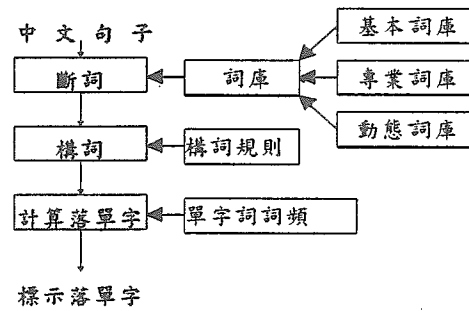 基本詞庫
中文句子
斷詞
詞庫
專業詞庫
動態詞庫
構詞
構詞規則
計算落單字
單字詞詞頻
標示落單字